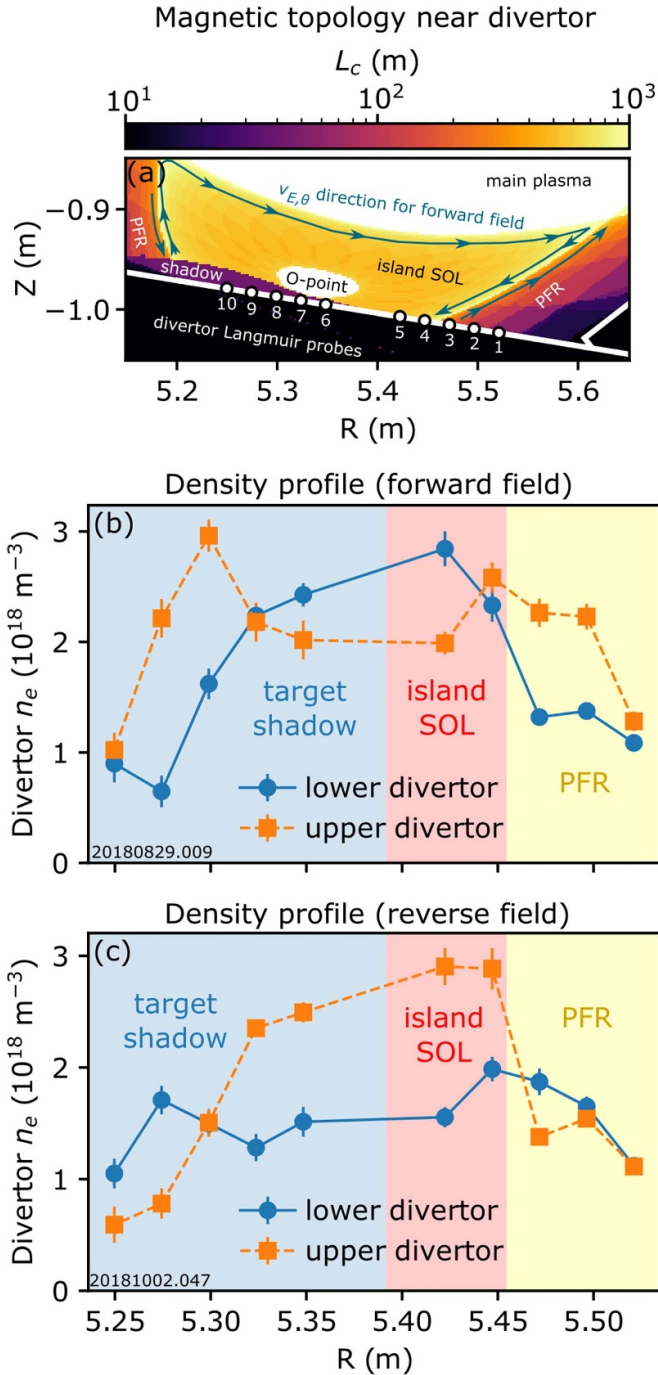 Magnetic topology near divertor
L_c (m)
10^1 10^2 10^3
(a)
main plasma
v_{E,θ} direction for forward field
−0.9
PFR
shadow
O-point
island SOL
PFR
Z (m)
−1.0
10 9 8 7 6 5 4 3 2 1
divertor Langmuir probes
5.2 5.3 5.4 5.5 5.6
R (m)
Density profile (forward field)
(b)
3
2
1
0
Divertor n_e (10^18 m^−3)
target
shadow
island
SOL
PFR
lower divertor
upper divertor
20180829.009
Density profile (reverse field)
(c)
3
2
1
0
Divertor n_e (10^18 m^−3)
target
shadow
island
SOL
PFR
lower divertor
upper divertor
20181002.047
5.25 5.30 5.35 5.40 5.45 5.50
R (m)